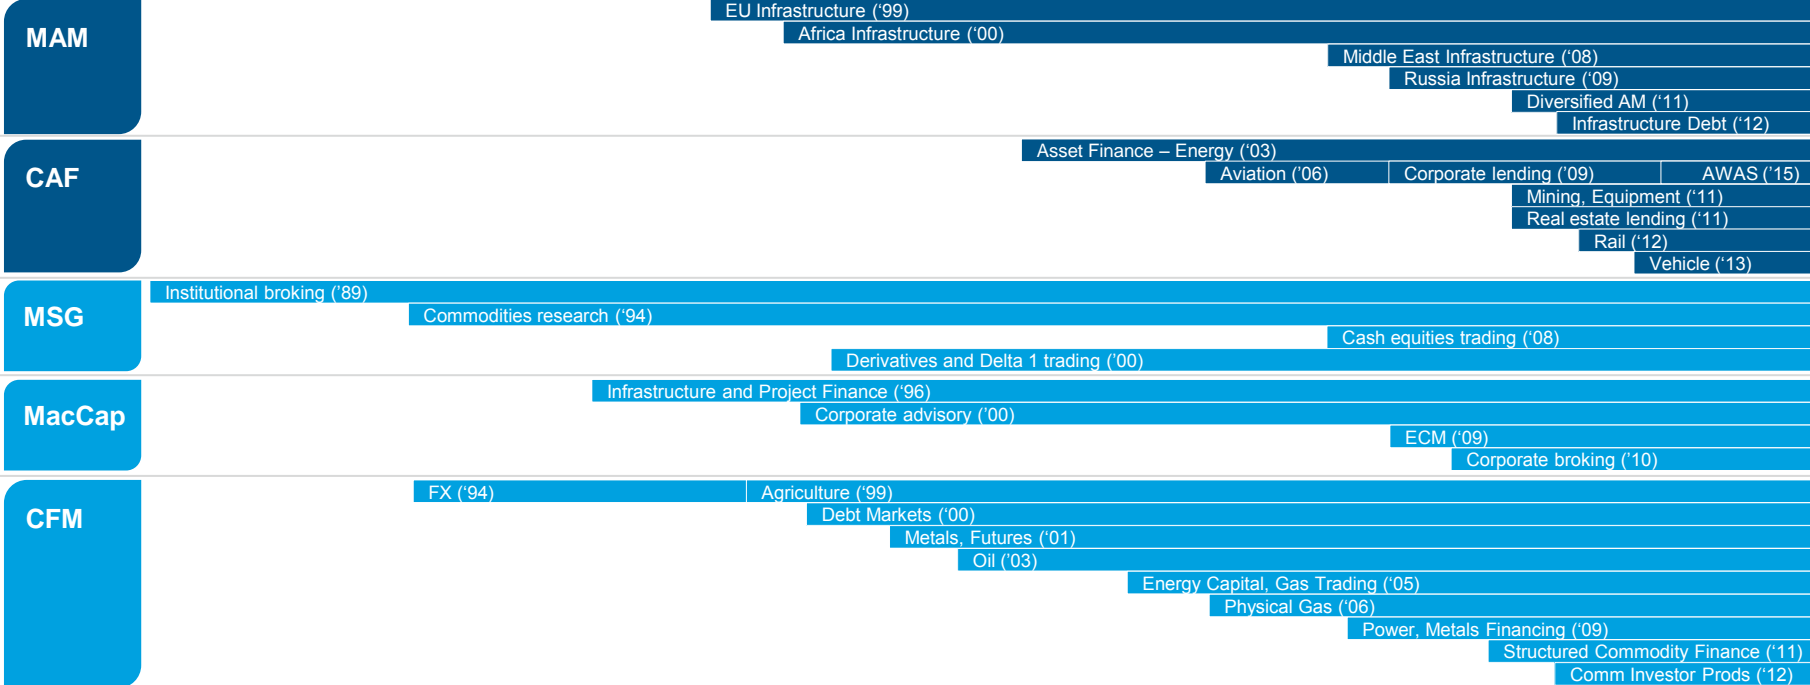 MAM
EU Infrastructure (‘99)
Africa Infrastructure (‘00)
Middle East Infrastructure (‘08)
Russia Infrastructure (‘09)
Diversified AM (‘11)
Infrastructure Debt (‘12)
CAF
Asset Finance – Energy (‘03)
Aviation (’06) Corporate lending (’09) AWAS (’15)
Mining, Equipment (‘11)
Real estate lending (‘11)
Rail (‘12)
Vehicle (‘13)
MSG
Institutional broking (’89)
Commodities research (‘94)
Cash equities trading (‘08)
Derivatives and Delta 1 trading (’00)
MacCap
Infrastructure and Project Finance (‘96)
Corporate advisory (‘00)
ECM (‘09)
Corporate broking (’10)
CFM
FX (‘94) Agriculture (‘99)
Debt Markets (‘00)
Metals, Futures (‘01)
Oil (’03)
Energy Capital, Gas Trading (‘05)
Physical Gas (‘06)
Power, Metals Financing (‘09)
Structured Commodity Finance (‘11)
Comm Investor Prods (‘12)